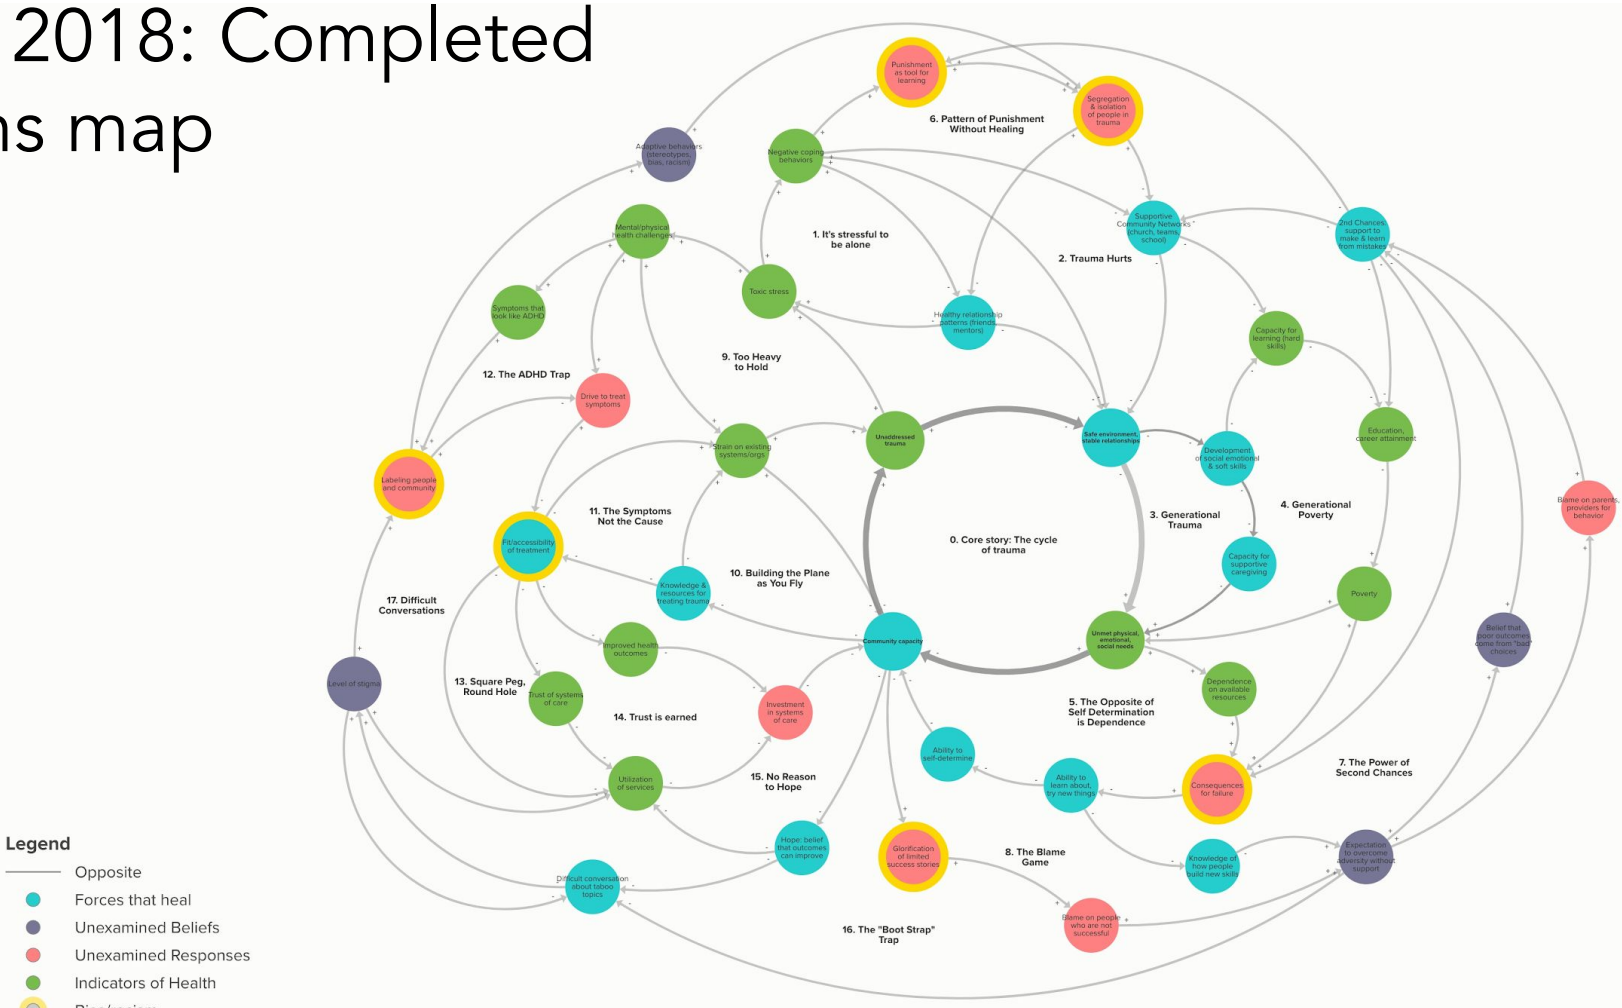 2018: Completed
ns map
Punishment
as tool for
learning
Segregation
& isolation
of people in
trauma
6. Pattern of Punishment
Without Healing
Adaptive behaviors
(stereotypes,
bias, racism)
Negative coping
behaviors
Mental/physical
health challenges
1. It's stressful to
be alone
Supportive
Community Networks
(church, teams,
school)
2nd Chances:
support to
make & learn
from mistakes
2. Trauma Hurts
Toxic stress
Symptoms that
look like ADHD
Healthy relationship
patterns (friends,
mentors)
Capacity for
learning (hard
skills)
9. Too Heavy
to Hold
12. The ADHD Trap
Drive to treat
symptoms
Strain on existing
systems/orgs
Unaddressed
trauma
Safe environment,
stable relationships
Development
of social emotional
& soft skills
Education,
career attainment
Labeling people
and community
11. The Symptoms
Not the Cause
3. Generational
Trauma
4. Generational
Poverty
Blame on parents,
providers for
behavior
Fit/accessibility
of treatment
0. Core story: The cycle
of trauma
Capacity for
supportive
caregiving
10. Building the Plane
as You Fly
Knowledge &
resources for
treating trauma
Poverty
17. Difficult
Conversations
Improved health
outcomes
Community capacity
Unmet physical,
emotional,
social needs
Belief that
poor outcomes
come from "bad"
choices
Level of stigma
13. Square Peg,
Round Hole
Trust of systems
of care
14. Trust is earned
Investment
in systems
of care
Dependence
on available
resources
5. The Opposite of
Self Determination
is Dependence
Utilization
of services
15. No Reason
to Hope
Ability to
self-determine
Ability to
learn about,
try new things
Consequences
for failure
7. The Power of
Second Chances
Hope: belief
that outcomes
can improve
Glorification
of limited
success stories
8. The Blame
Game
Knowledge of
how people
build new skills
Expectation
to overcome
adversity without
support
Difficult conversation
about taboo
topics
16. The "Boot Strap"
Trap
Blame on people
who are not
successful
Legend
Opposite
Forces that heal
Unexamined Beliefs
Unexamined Responses
Indicators of Health